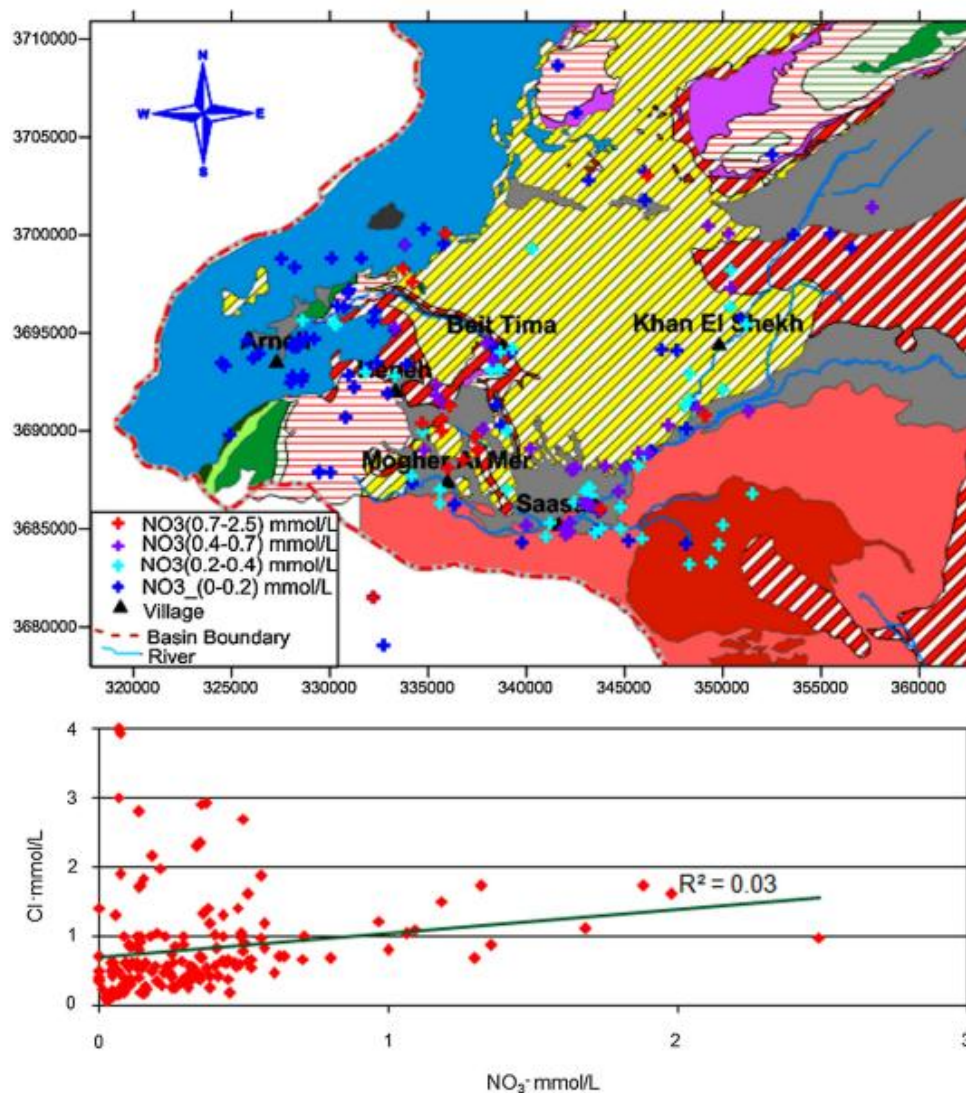 3710000
N
W
E
S
3705000
3700000
3695000
Beit Tima
Khan El Shekh
Arneh
3690000
Mogher Al Mer
Saasaa
3685000
NO3(0.7-2.5) mmol/L
NO3(0.4-0.7) mmol/L
NO3(0.2-0.4) mmol/L
NO3_(0-0.2) mmol/L
Village
3680000
Basin Boundary
River
320000 325000 330000 335000 340000 345000 350000 355000 360000
4
3
2
1
0
Cl-mmol/L
R² = 0.03
0 1 2 3
NO₃- mmol/L